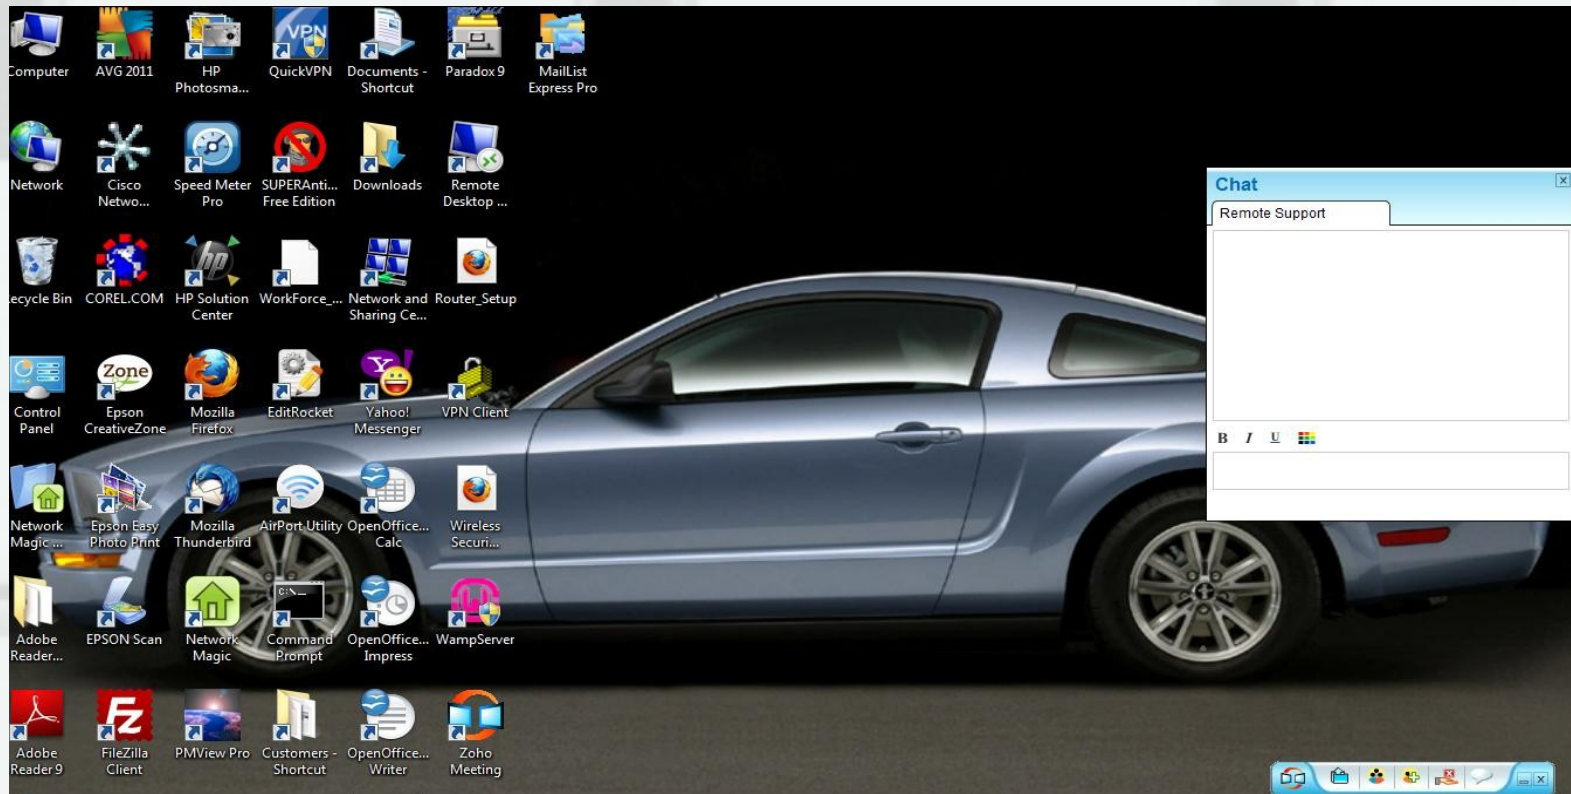 Computer
AVG 2011
HP
Photosma...
QuickVPN
VPN
Documents -
Shortcut
Paradox 9
MailList
Express Pro
Network
Cisco
Netwo...
Speed Meter
Pro
SUPERAnti...
Free Edition
Downloads
Remote
Desktop ...
ecycle Bin
COREL.COM
hp
HP Solution
Center
WorkForce_...
Network and
Sharing Ce...
Router_Setup
Control
Panel
Zone
Epson
CreativeZone
Mozilla
Firefox
EditRocket
Y!
Yahoo!
Messenger
VPN Client
Network
Magic ...
Epson Easy
Photo Print
Mozilla
Thunderbird
AirPort Utility
OpenOffice...
Calc
Wireless
Securi...
Adobe
Reader...
EPSON Scan
Network
Magic
C:\_
Command
Prompt
OpenOffice...
Impress
WampServer
Adobe
Reader 9
Fz
FileZilla
Client
PMView Pro
Customers -
Shortcut
OpenOffice...
Writer
Zoho
Meeting
Chat
Remote Support
B I U